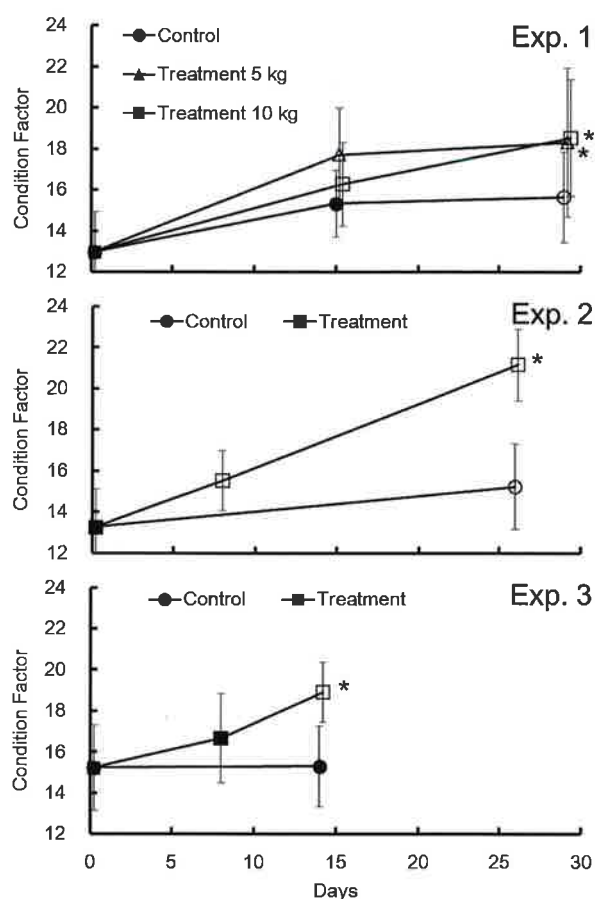 Exp. 1
Control
Treatment 5 kg
Treatment 10 kg
Condition Factor
24
22
20
18
16
14
12
*
*
Exp. 2
Control
Treatment
Condition Factor
24
22
20
18
16
14
12
*
Exp. 3
Control
Treatment
Condition Factor
24
22
20
18
16
14
12
*
0 5 10 15 20 25 30
Days